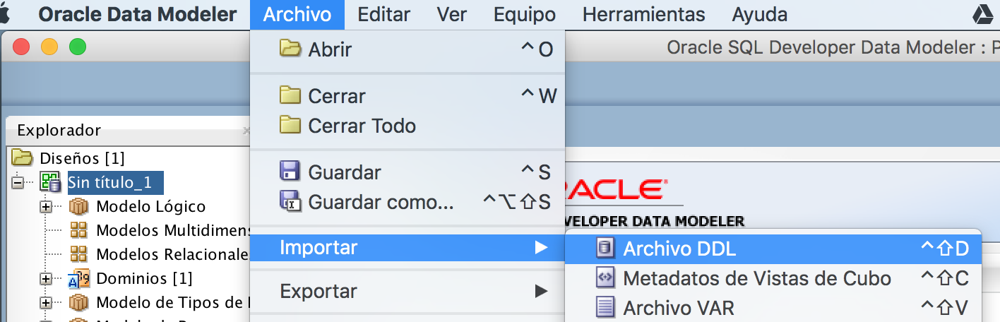 Oracle Data Modeler Archivo Editar Ver Equipo Herramientas Ayuda
Oracle SQL Developer Data Modeler : P
Abrir ^O
Cerrar ^W
Cerrar Todo
Guardar ^S
Guardar como... ^⌥⇧S
Importar
Exportar
Explorador
Diseños [1]
Sin título_1
Modelo Lógico
Modelos Multidimens
Modelos Relacionale
Dominios [1]
Modelo de Tipos de
RACLE
VELOPER DATA MODELER
Archivo DDL ^⇧D
Metadatos de Vistas de Cubo ^⇧C
Archivo VAR ^⇧V